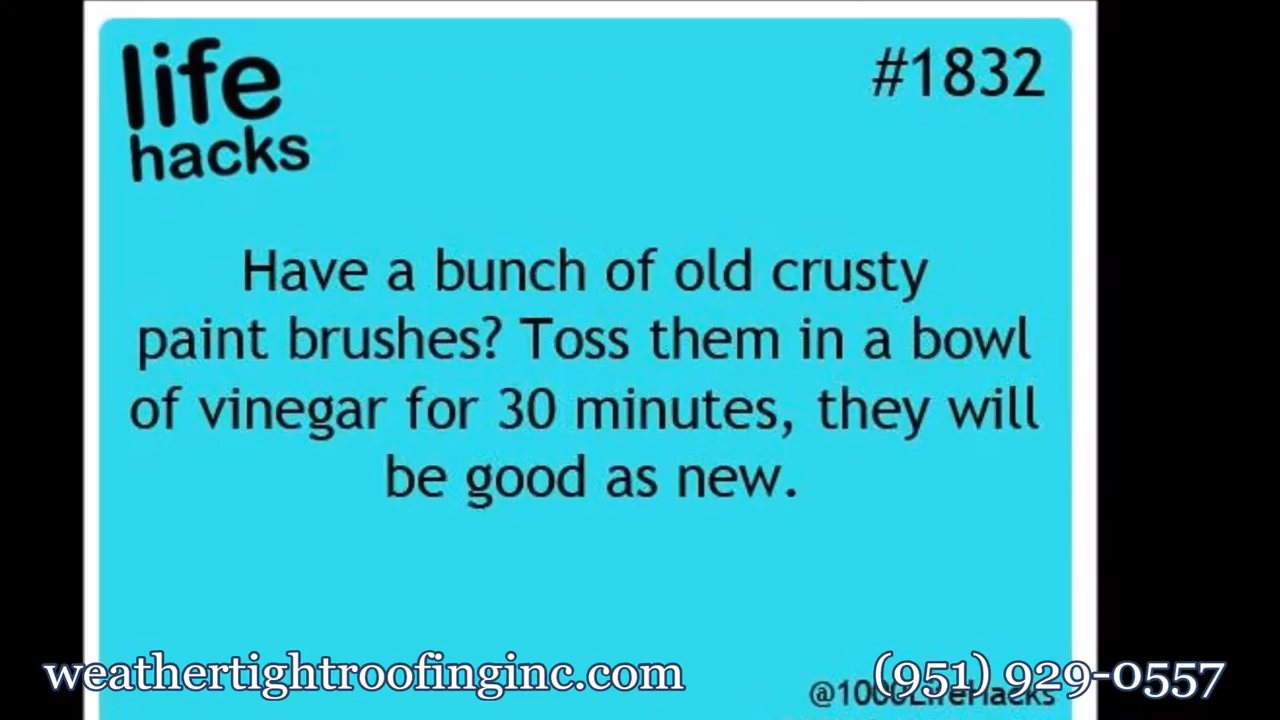 life
hacks
#1832
Have a bunch of old crusty
paint brushes? Toss them in a bowl
of vinegar for 30 minutes, they will
be good as new.
@1000LifeHacks
weathertightroofinginc.com
(951) 929-0557